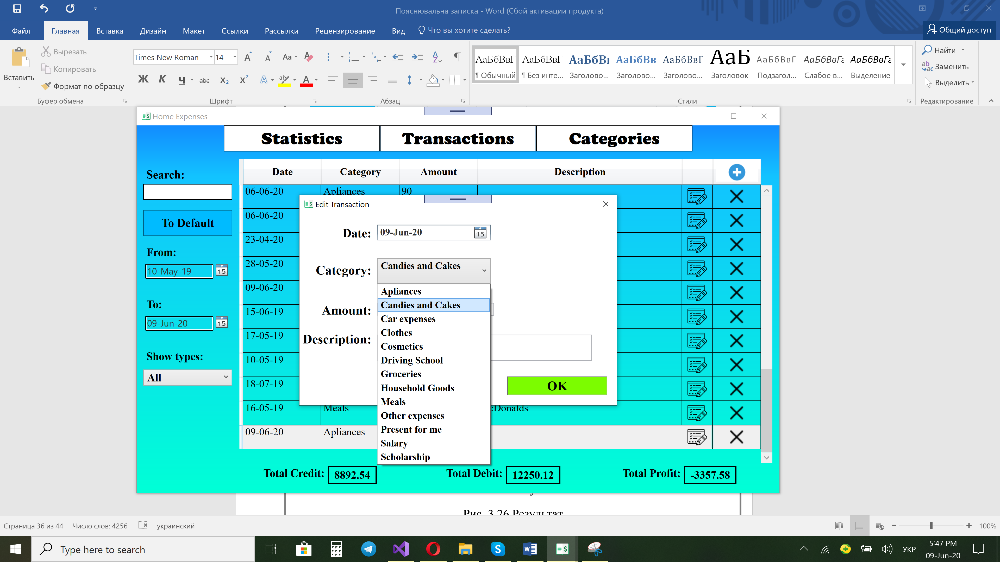 Пояснювальна записка - Word (Сбой активации продукта)
Файл Главная Вставка Дизайн Макет Ссылки Рассылки Рецензирование Вид Что вы хотите сделать? Общий доступ
Вставить
Вырезать
Копировать
Формат по образцу
Буфер обмена
Times New Roman 14
Шрифт
Абзац
АаБбВвГ АаБбВвГ АаБбВв АаБбВв АаБбВвГ АаБ АаБбВвГ АаБбВвГг АаБбВвГг
¶ Обычный ¶ Без инте... Заголово... Заголово... Заголово... Заголовок Подзагол... Слабое в... Выделение
Стили
Найти
Заменить
Выделить
Редактирование
Home Expenses
Statistics Transactions Categories
Search:
To Default
From:
10-May-19 15
To:
09-Jun-20 15
Show types:
All
Date Category Amount Description
06-06-20 Apliances 90
06-06-20
23-04-20
28-05-20
09-06-20
15-06-19
17-05-19
10-05-19
18-07-19
16-05-19 Meals cDonalds
09-06-20 Apliances
Edit Transaction
Date: 09-Jun-20 15
Category: Candies and Cakes
Amount:
Description:
Apliances
Candies and Cakes
Car expenses
Clothes
Cosmetics
Driving School
Groceries
Household Goods
Meals
Other expenses
Present for me
Salary
Scholarship
OK
Total Credit: 8892.54 Total Debit: 12250.12 Total Profit: -3357.58
Рис. 3.26 Результат
Страница 36 из 44 Число слов: 4256 украинский 100%
Type here to search
УКР
5:47 PM
09-Jun-20